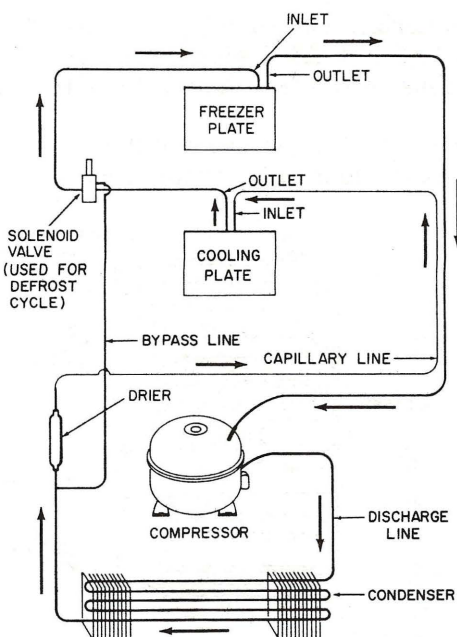 INLET
OUTLET
FREEZER
PLATE
OUTLET
INLET
SOLENOID
VALVE
(USED FOR
DEFROST
CYCLE)
COOLING
PLATE
BYPASS LINE
CAPILLARY LINE
DRIER
COMPRESSOR
DISCHARGE
LINE
CONDENSER